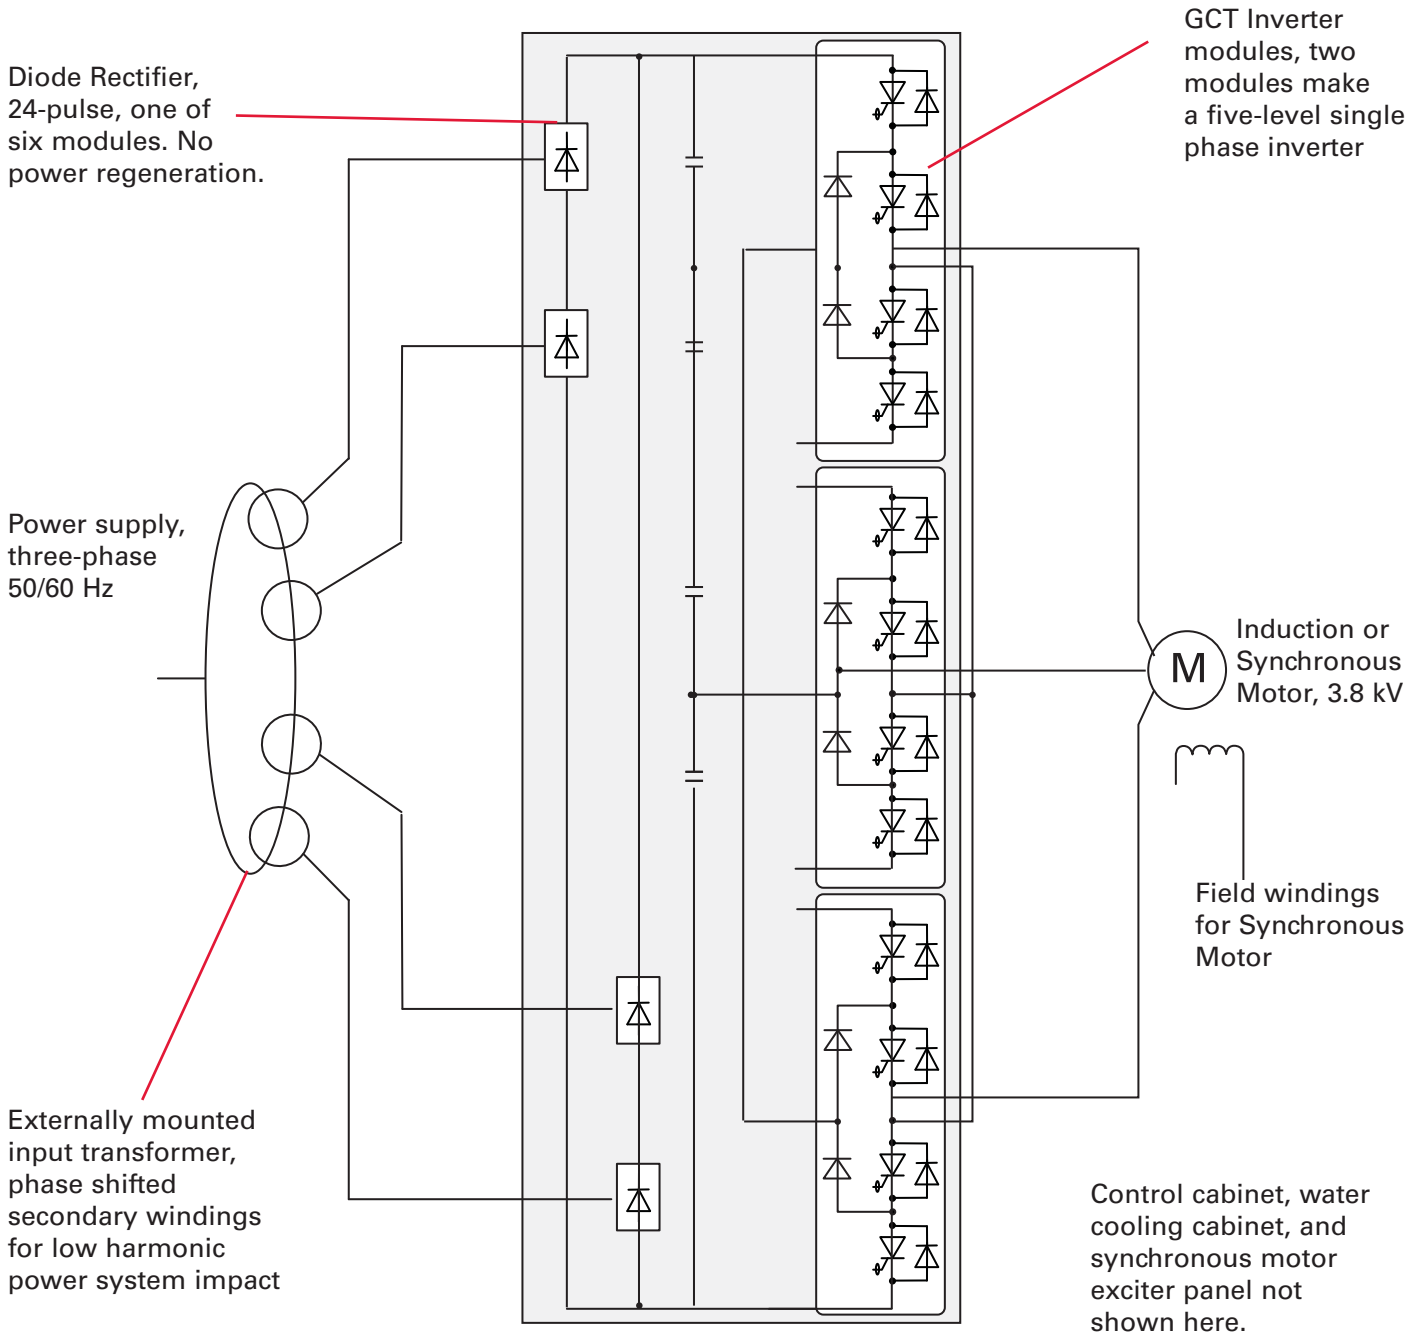 GCT Inverter
modules, two
modules make
a five-level single
phase inverter
Diode Rectifier,
24-pulse, one of
six modules. No
power regeneration.
Power supply,
three-phase
50/60 Hz
M
Induction or
Synchronous
Motor, 3.8 kV
Field windings
for Synchronous
Motor
Externally mounted
input transformer,
phase shifted
secondary windings
for low harmonic
power system impact
Control cabinet, water
cooling cabinet, and
synchronous motor
exciter panel not
shown here.